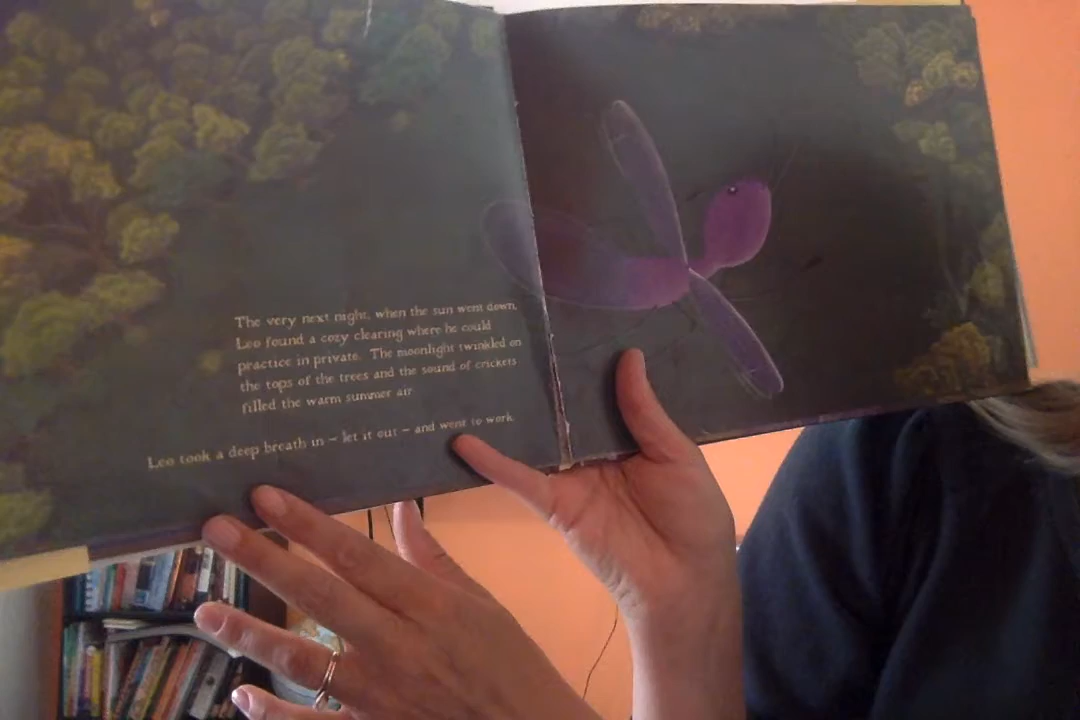 The very next night, when the sun went down,
Leo found a cozy clearing where he could
practice in private. The moonlight twinkled on
the tops of the trees and the sound of crickets
filled the warm summer air
Leo took a deep breath in – let it out – and went to work.